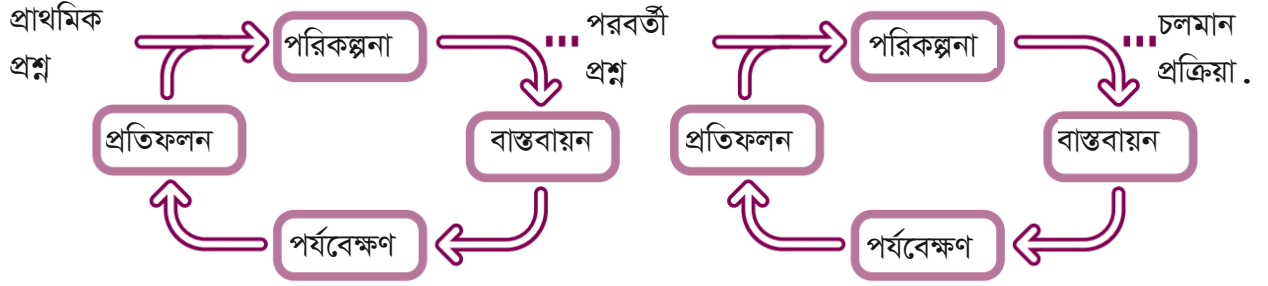 প্রাথমিক
প্রশ্ন
পরিকল্পনা
বাস্তবায়ন
পর্যবেক্ষণ
প্রতিফলন
পরবর্তী
প্রশ্ন
পরিকল্পনা
বাস্তবায়ন
পর্যবেক্ষণ
প্রতিফলন
চলমান
প্রক্রিয়া .